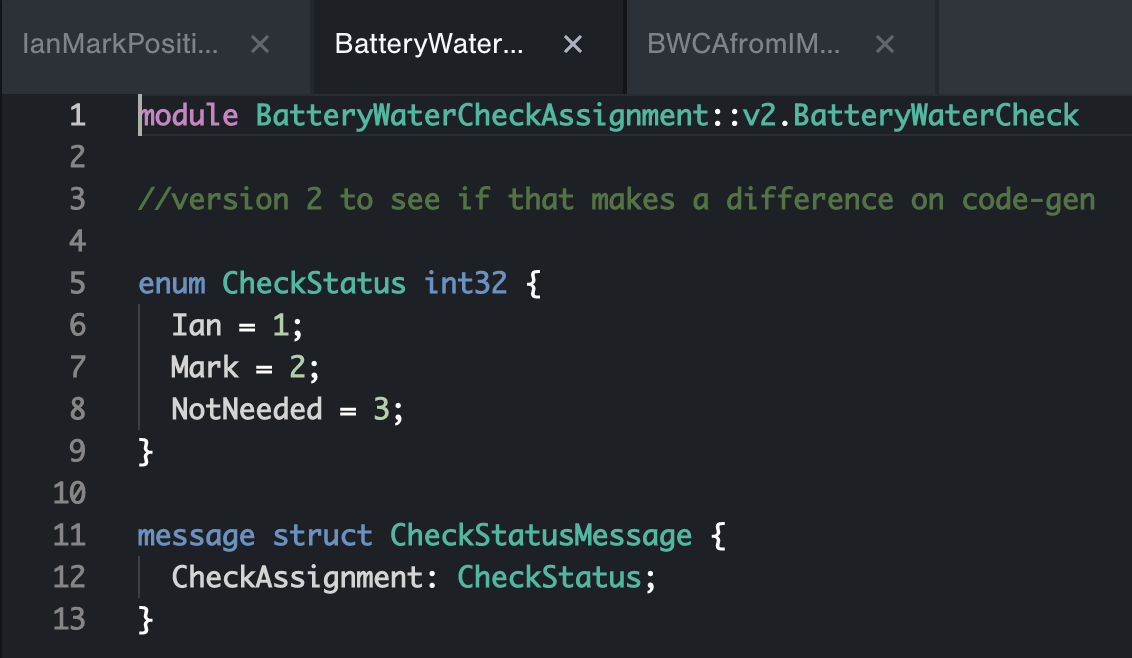 IanMarkPositi... × BatteryWater... × BWCAfromIM... ×
1 module BatteryWaterCheckAssignment::v2.BatteryWaterCheck
2
3 //version 2 to see if that makes a difference on code-gen
4
5 enum CheckStatus int32 {
6 Ian = 1;
7 Mark = 2;
8 NotNeeded = 3;
9 }
10
11 message struct CheckStatusMessage {
12 CheckAssignment: CheckStatus;
13 }